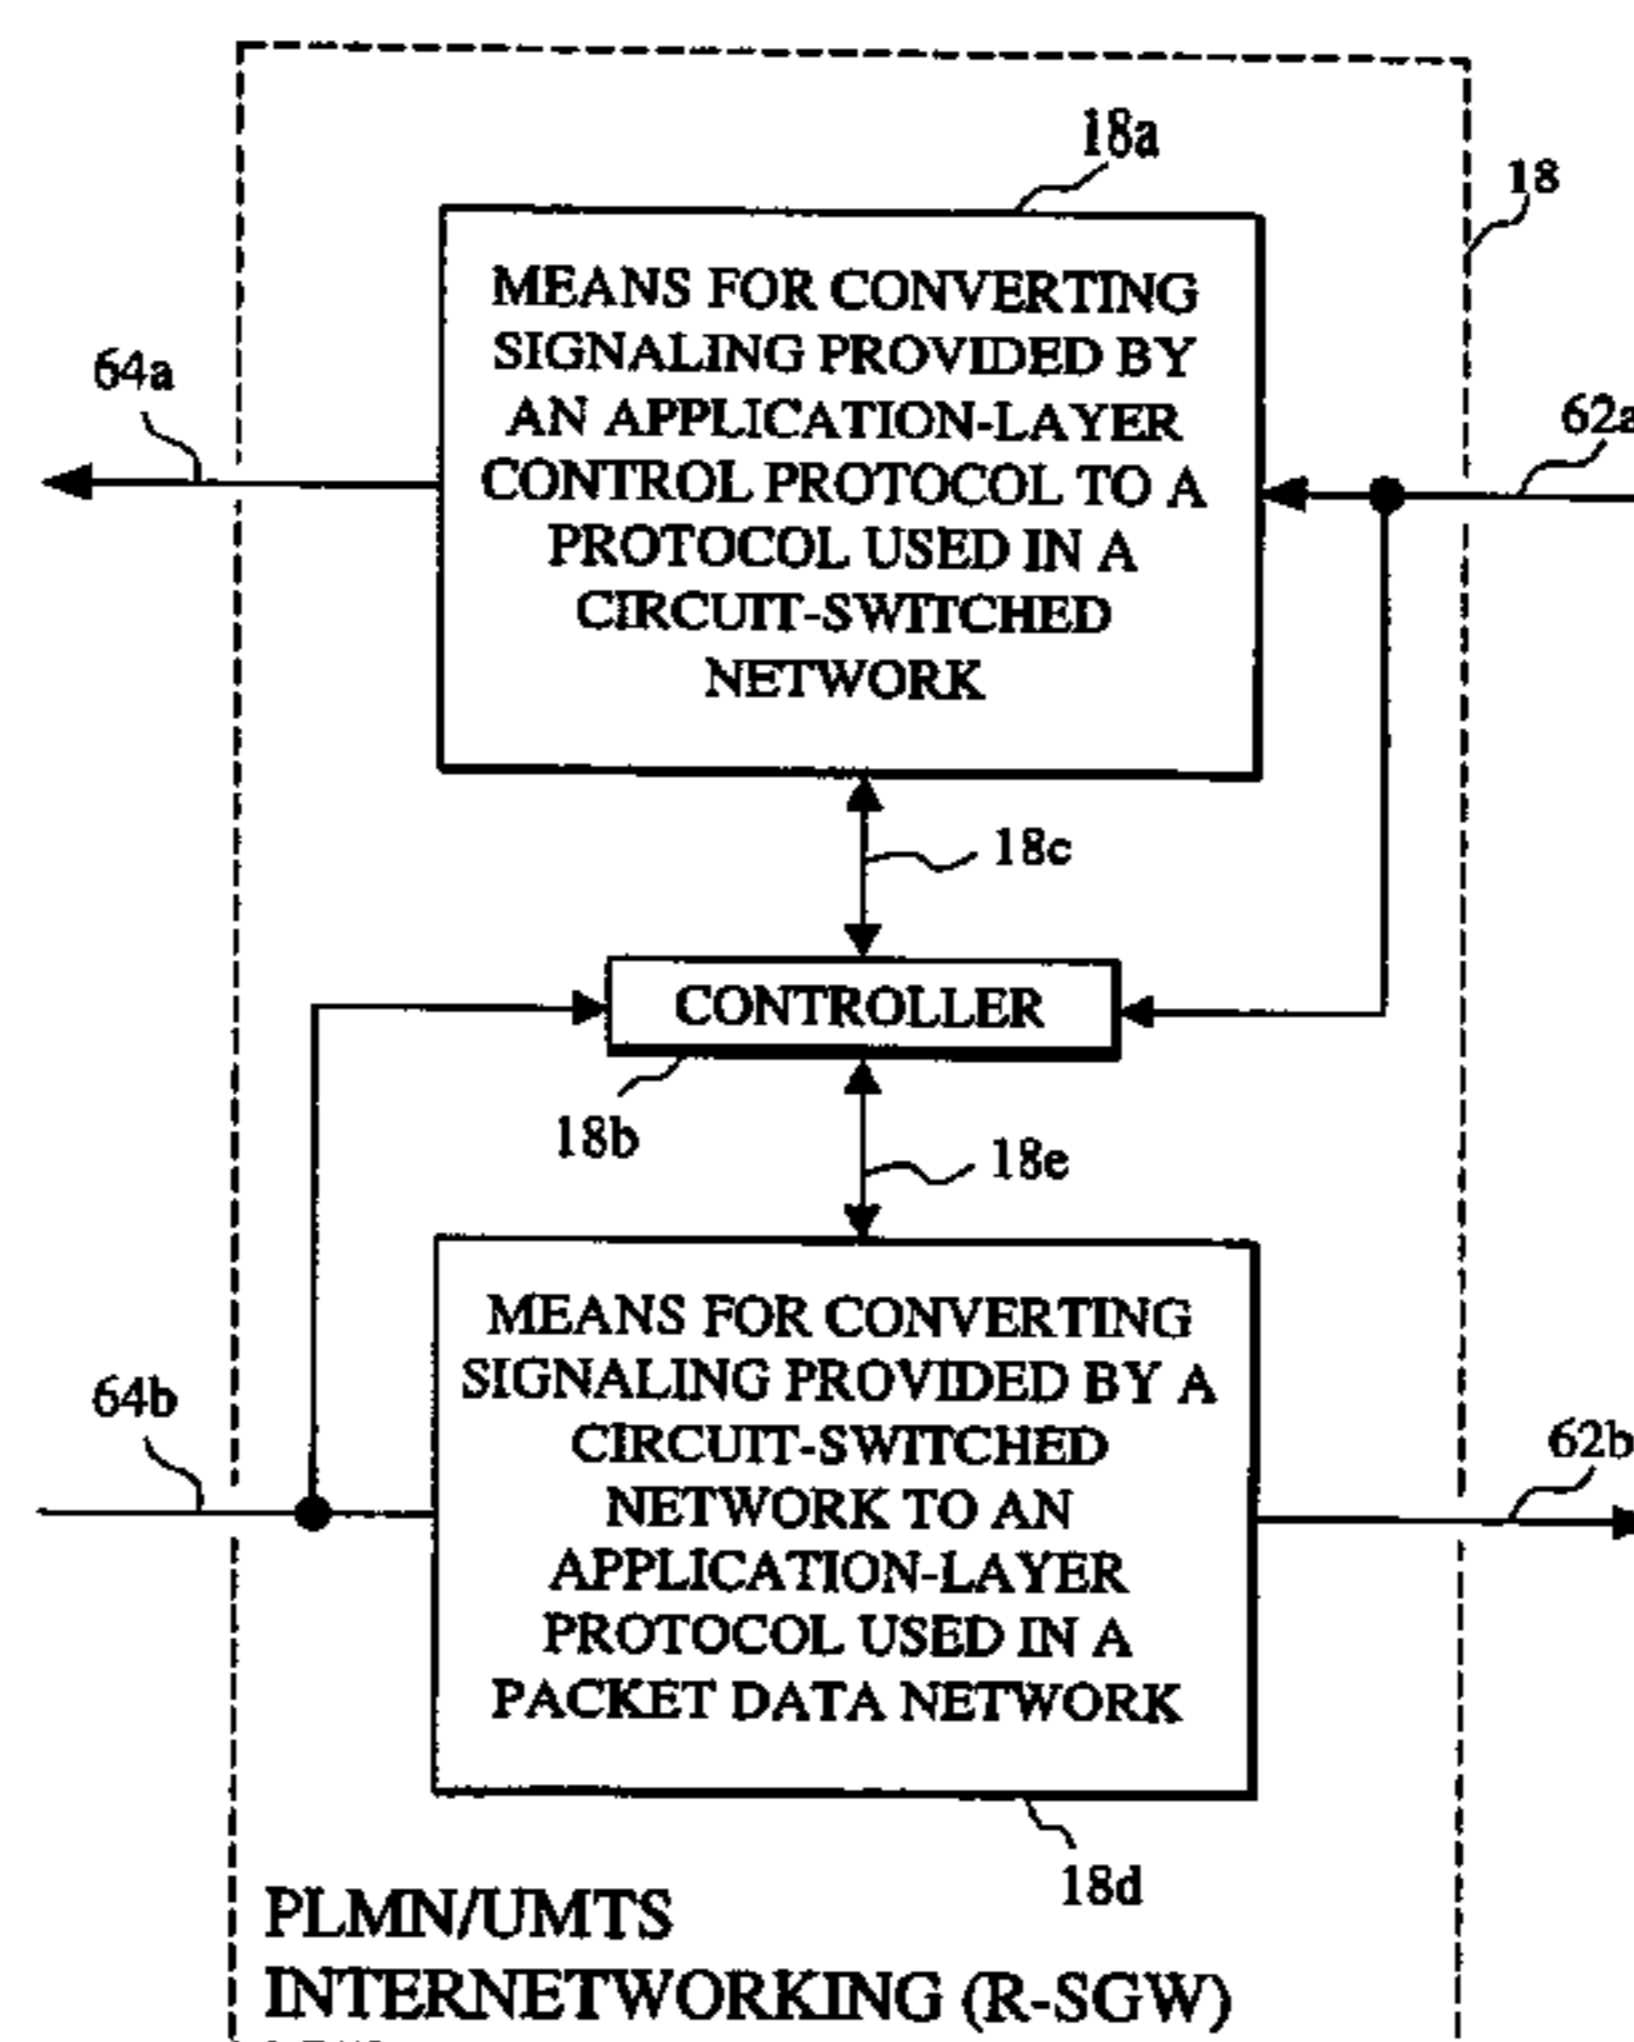 18a
18
MEANS FOR CONVERTING
SIGNALING PROVIDED BY
AN APPLICATION-LAYER
CONTROL PROTOCOL TO A
PROTOCOL USED IN A
CIRCUIT-SWITCHED
NETWORK
64a
62a
18c
CONTROLLER
18b
18e
MEANS FOR CONVERTING
SIGNALING PROVIDED BY A
CIRCUIT-SWITCHED
NETWORK TO AN
APPLICATION-LAYER
PROTOCOL USED IN A
PACKET DATA NETWORK
64b
62b
18d
PLMN/UMTS
INTERNETWORKING (R-SGW)